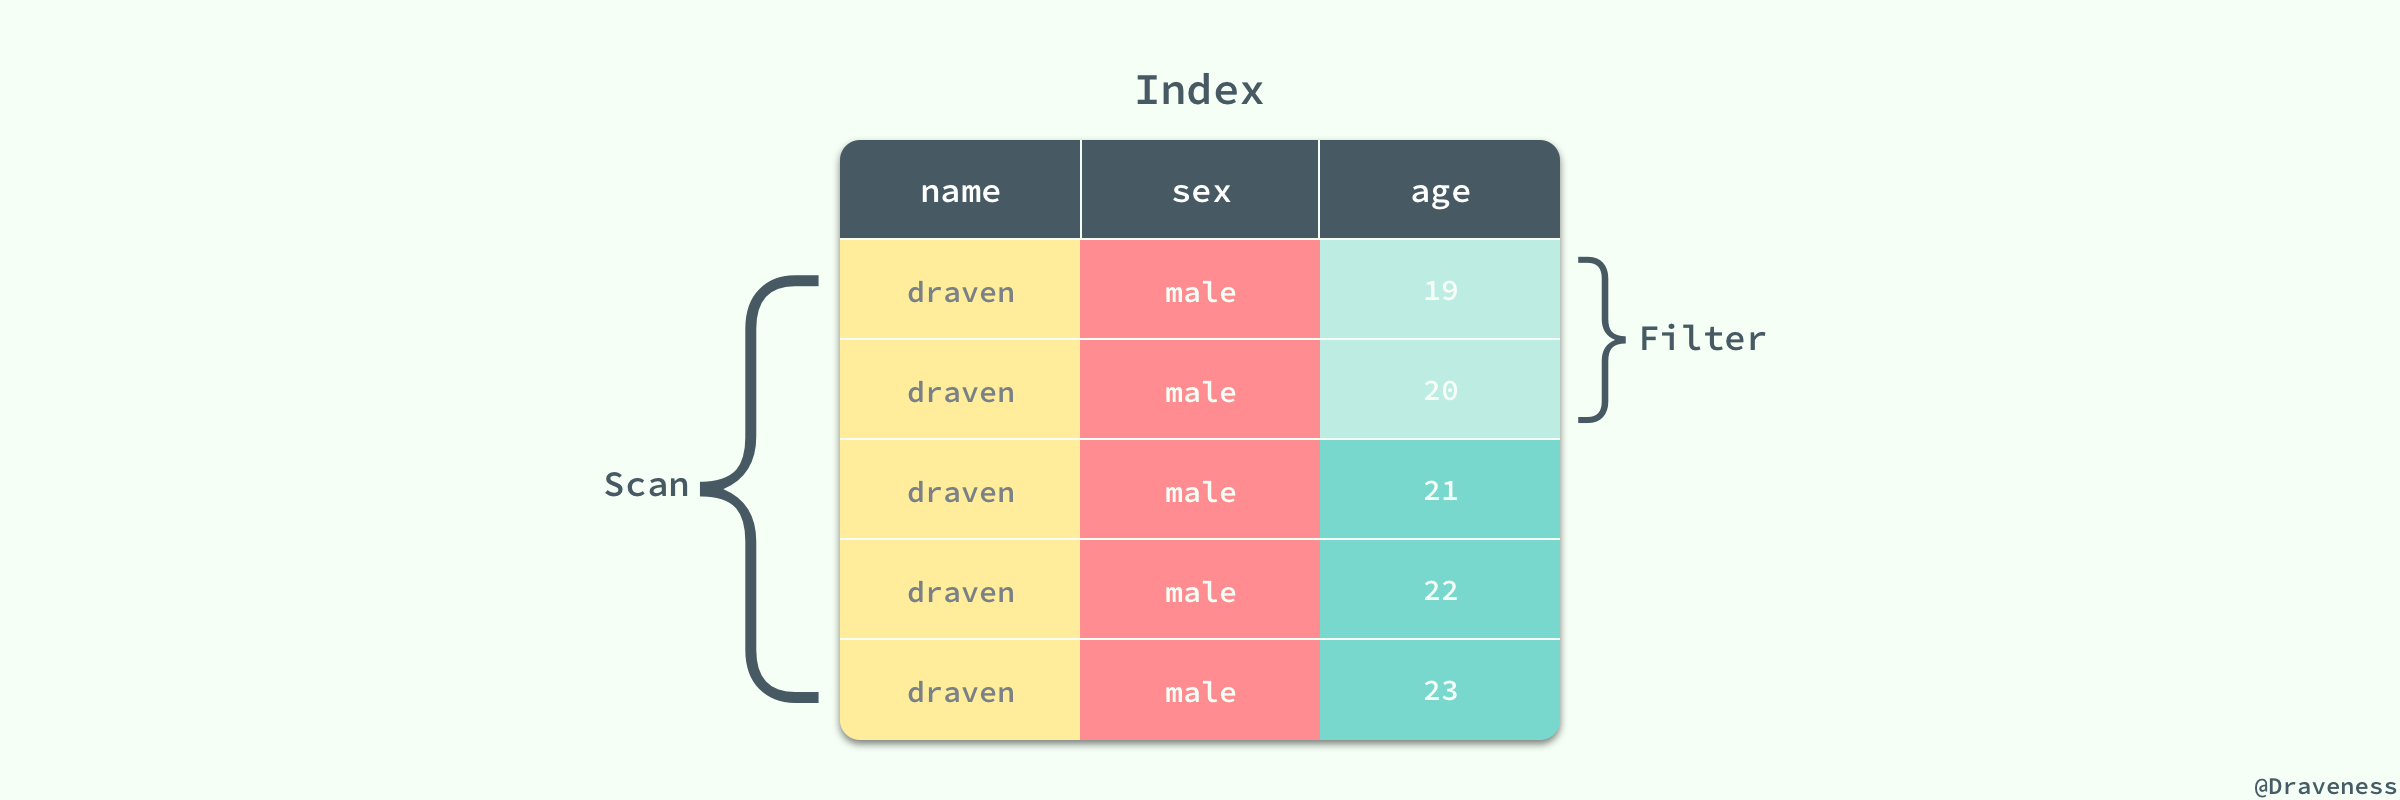 Index
name sex age
draven male 19
draven male 20
Filter
draven male 21
Scan
draven male 22
draven male 23
@Draveness